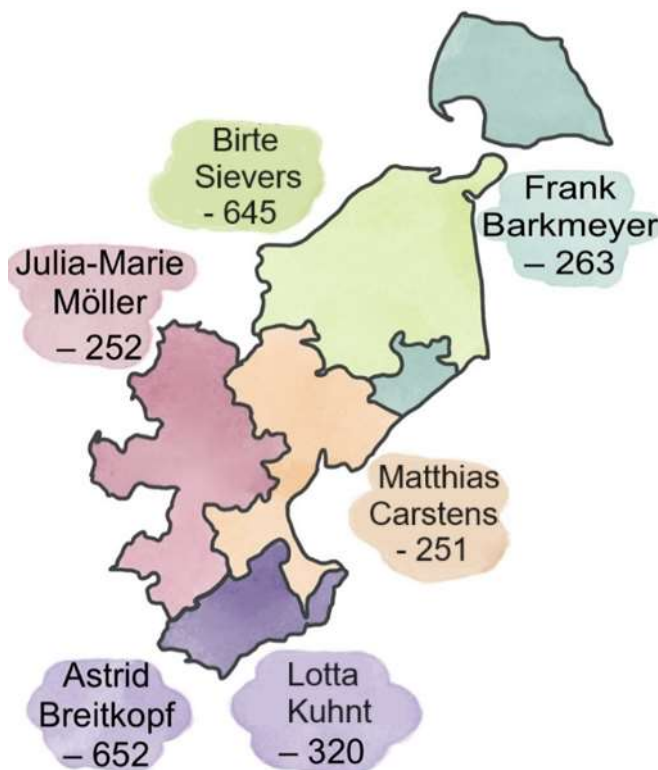 Birte
Sievers
- 645
Frank
Barkmeyer
– 263
Julia-Marie
Möller
– 252
Matthias
Carstens
- 251
Astrid
Breitkopf
– 652
Lotta
Kuhnt
– 320